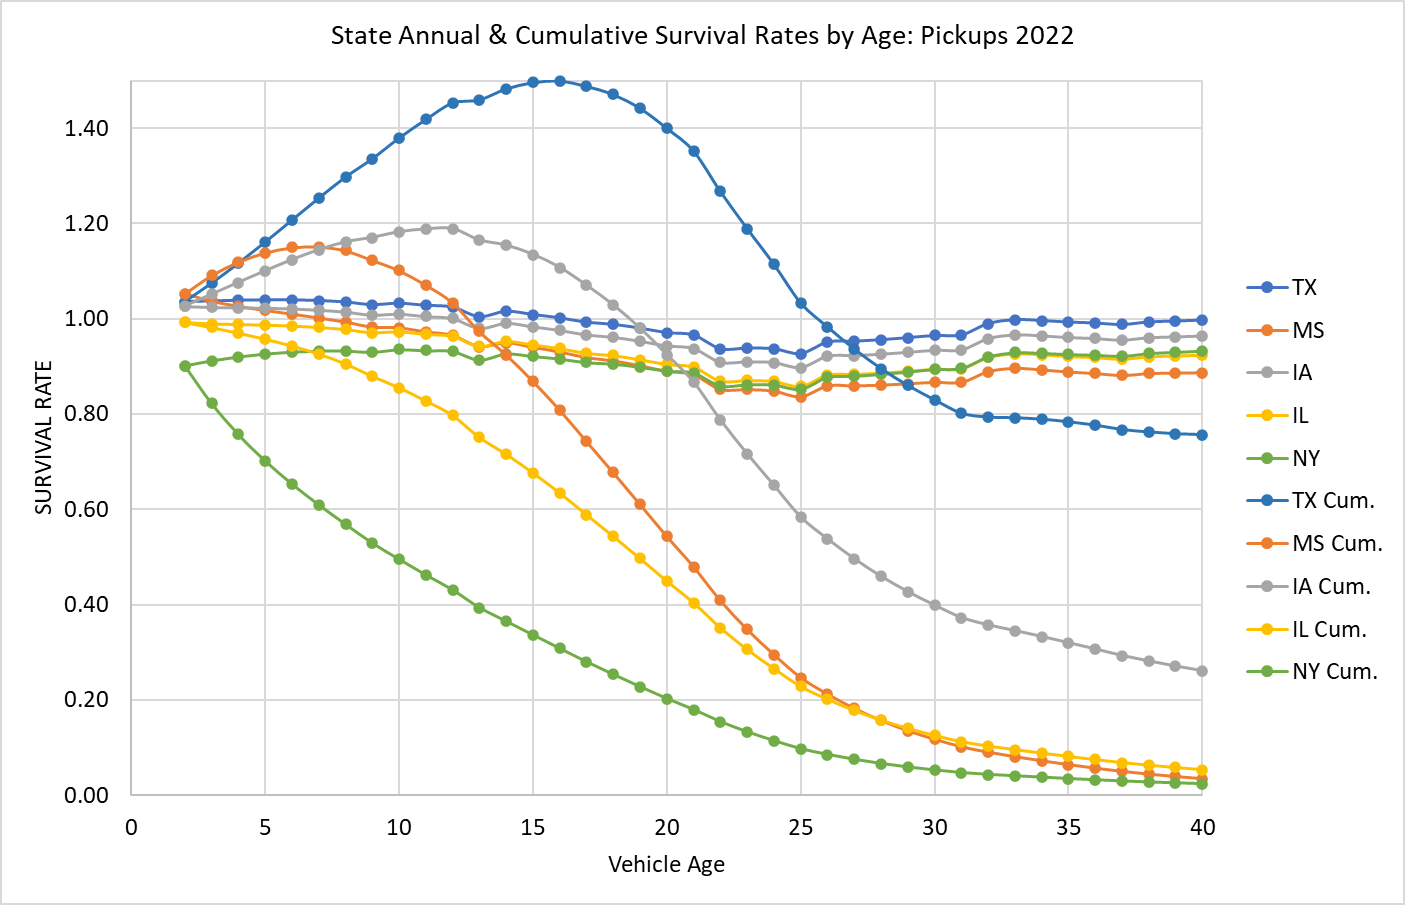 State Annual & Cumulative Survival Rates by Age: Pickups 2022
SURVIVAL RATE
1.40
1.20
1.00
0.80
0.60
0.40
0.20
0.00
0 5 10 15 20 25 30 35 40
Vehicle Age
TX
MS
IA
IL
NY
TX Cum.
MS Cum.
IA Cum.
IL Cum.
NY Cum.